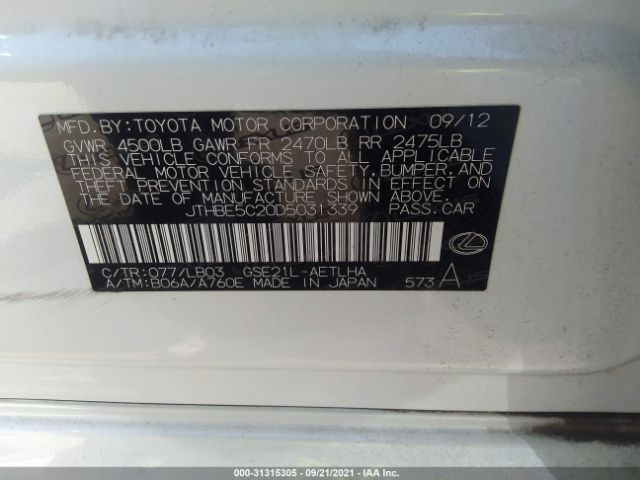 MFD. BY: TOYOTA MOTOR CORPORATION 09/12
GVWR 4500LB GAWR FR 2470LB RR 2475LB
THIS VEHICLE CONFORMS TO ALL APPLICABLE
FEDERAL MOTOR VEHICLE SAFETY, BUMPER, AND
THEFT PREVENTION STANDARDS IN EFFECT ON
THE DATE OF MANUFACTURE SHOWN ABOVE.
JTHBE5C20D5031339 PASS. CAR
C/TR: 077/LB03 GSE21L-AETLHA
A/TM: B06A/A760E MADE IN JAPAN 573 A
000-31315305 - 09/21/2021 - IAA Inc.